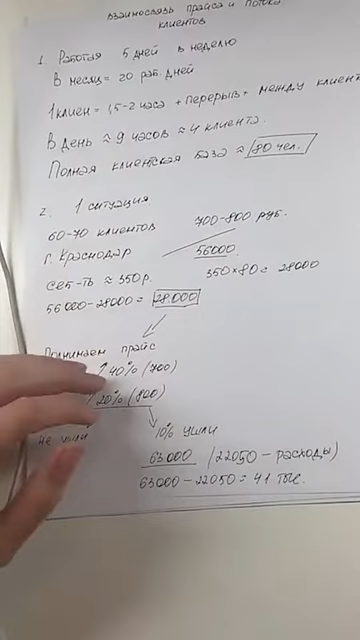 взаимосвязь прайса и потока
клиентов
1. Работая 5 дней в неделю
В месяц = 20 раб. дней
1 клиен = 1,5-2 часа + перерыв + между клиент
В день ≈ 9 часов ≈ 4 клиента.
Полная клиентская база ≈ 80 чел.
2. 1 ситуация
60-70 клиентов 700-800 руб.
г. Краснодар 56000
себ-ть ≈ 350р. 350×80 = 28000
56000-28000 = 28000
Поднимаем прайс
↑ 40% (700)
20% (800)
не ушли 10% ушли
63000 (22050 - расходы)
63000-22050 = 41 тыс.